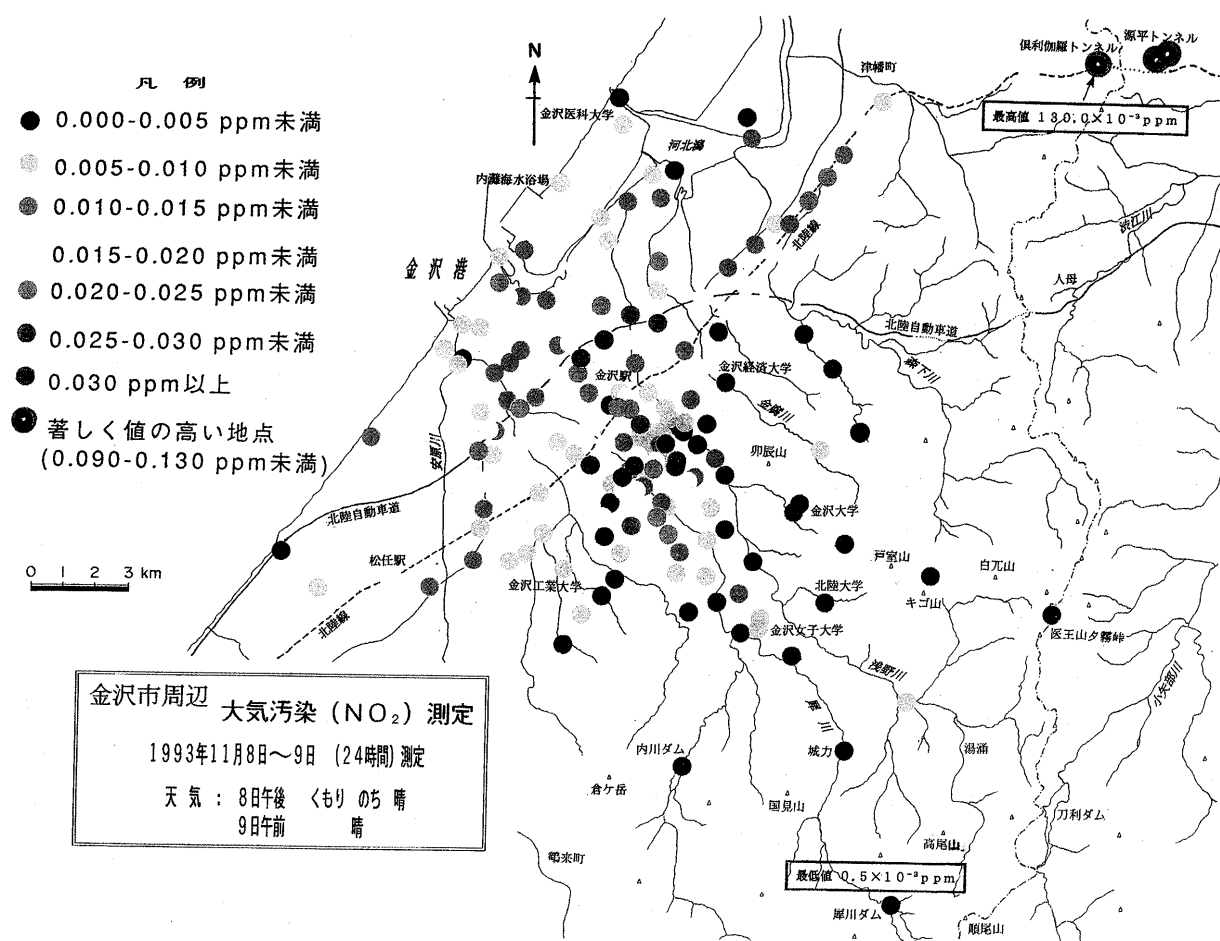 凡例
0.000-0.005 ppm未満
0.005-0.010 ppm未満
0.010-0.015 ppm未満
0.015-0.020 ppm未満
0.020-0.025 ppm未満
0.025-0.030 ppm未満
0.030 ppm以上
著しく値の高い地点
(0.090-0.130 ppm未満)
N
源平トンネル
倶利伽羅トンネル
津幡町
最高値 130.0×10⁻³ppm
金沢医科大学
河北潟
内灘海水浴場
北陸線
渋江川
金沢港
人母
北陸自動車道
森下川
金沢駅
金沢経済大学
金腐川
安原川
卯辰山
北陸自動車道
金沢大学
松任駅
戸室山
白兀山
0 1 2 3 km
金沢工業大学
北陸大学
キゴ山
北陸線
金沢女子大学
医王山夕霧峠
浅野川
小矢部川
犀川
金沢市周辺
大気汚染(NO₂)測定
1993年11月8日~9日 (24時間)測定
天気: 8日午後 くもり のち 晴
9日午前 晴
内川ダム
城力
湯涌
倉ケ岳
国見山
刀利ダム
高尾山
鶴来町
最低値 0.5×10⁻³ppm
犀川ダム
順尾山